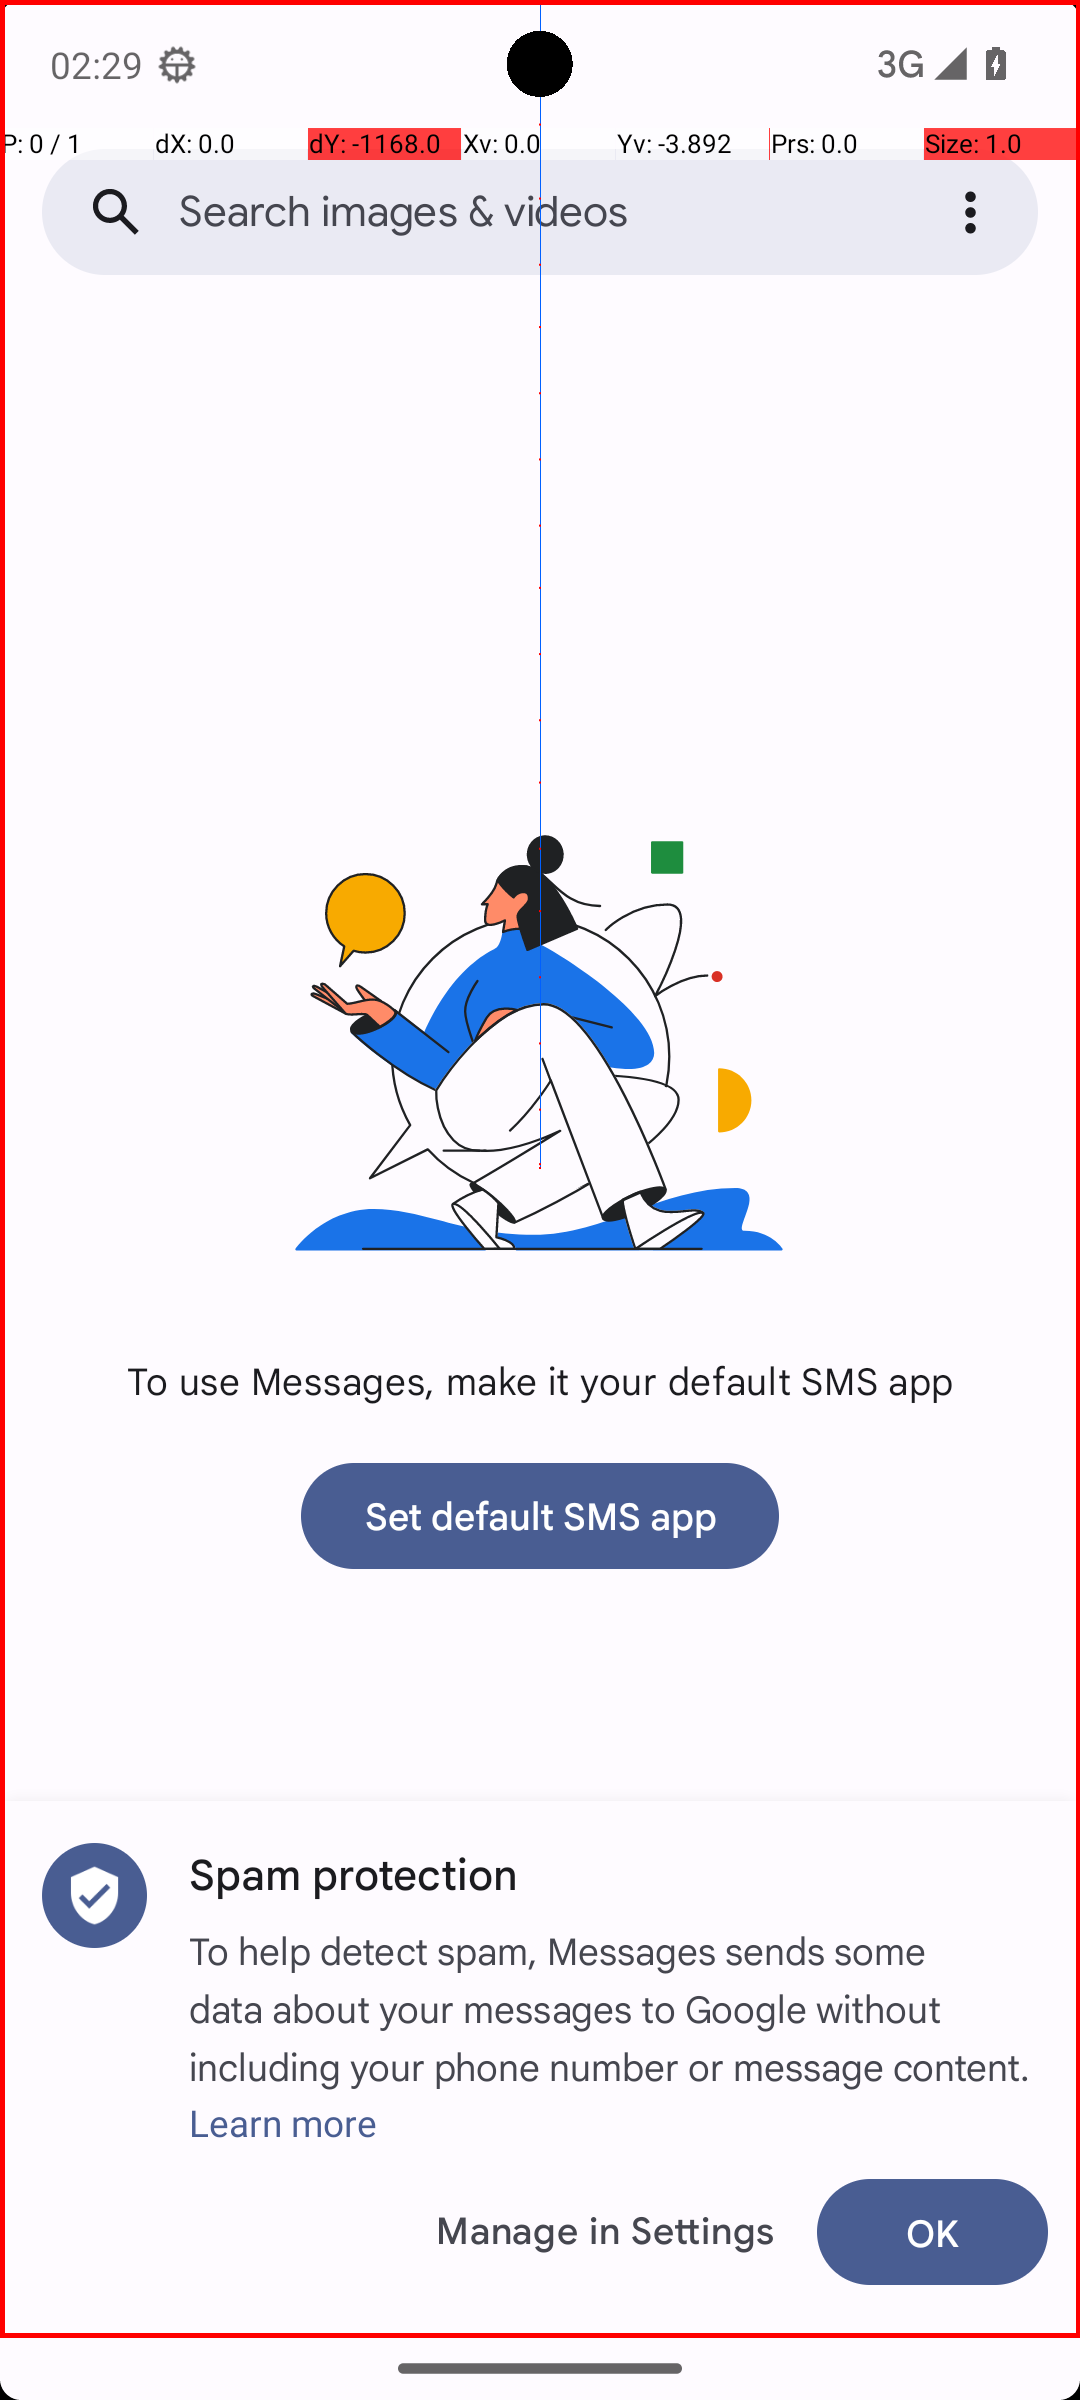 02:29
3G
P: 0 / 1
dX: 0.0
dY: -1168.0
Xv: 0.0
Yv: -3.892
Prs: 0.0
Size: 1.0
Search images & videos
To use Messages, make it your default SMS app
Set default SMS app
Spam protection
To help detect spam, Messages sends some
data about your messages to Google without
including your phone number or message content.
Learn more
Manage in Settings
OK